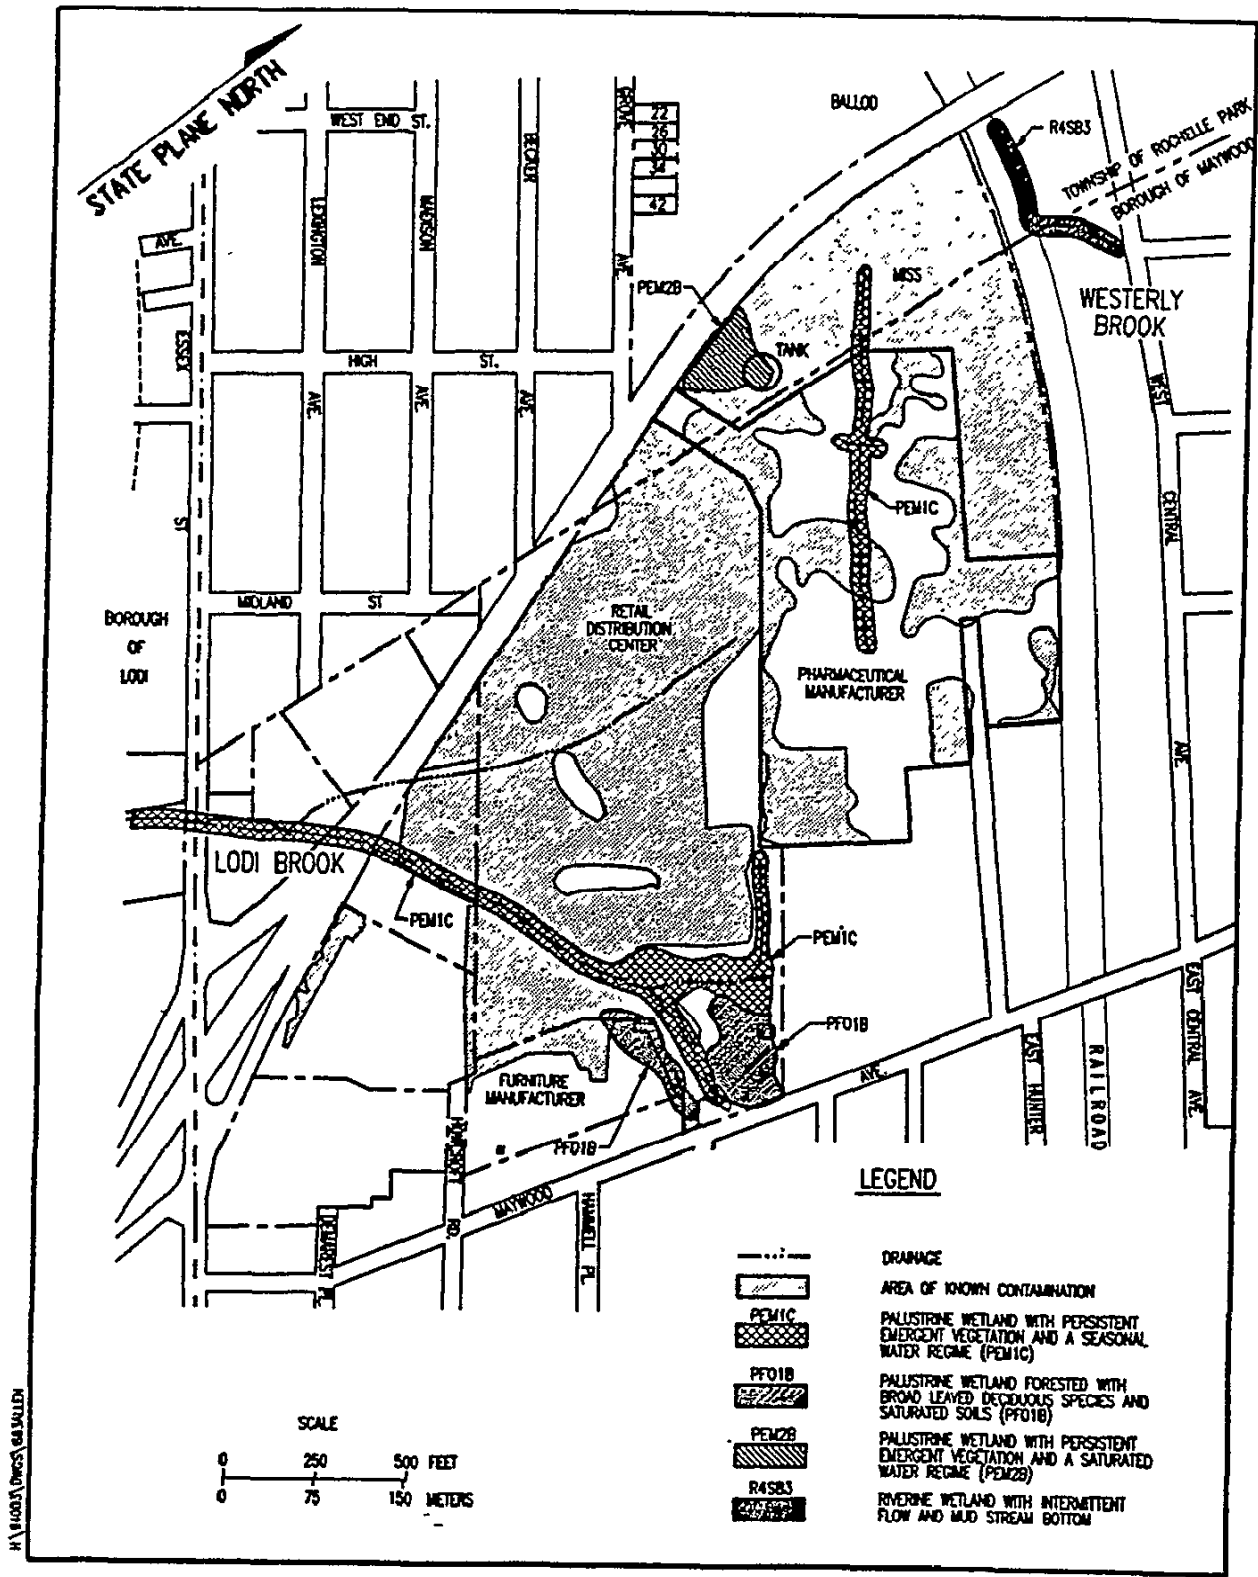 STATE PLANE NORTH
WEST END ST.
BECKER
GROVE
22
26
30
34
42
BALLOD
R4SB3
TOWNSHIP OF ROCHELLE PARK
BOROUGH OF MAYWOOD
AVE.
LEXINGTON
MADISON
AVE.
PEM2B
MISS
WESTERLY
BROOK
ESSEX
HIGH ST.
TANK
AVE.
AVE.
AVE.
WEST
ST
PEM1C
CENTRAL
MIDLAND ST
BOROUGH
OF
LODI
RETAIL
DISTRIBUTION
CENTER
PHARMACEUTICAL
MANUFACTURER
AVE
LODI BROOK
PEM1C
PEM1C
EAST CENTRAL AVE
PFO1B
FURNITURE
MANUFACTURER
AVE.
EAST HUNTER
RAILROAD
PFO1B
HOWCROFT
RD.
MAYWOOD
DEMAREST PL.
HAMMELL PL.
LEGEND
DRAINAGE
AREA OF KNOWN CONTAMINATION
PEM1C
PALUSTRINE WETLAND WITH PERSISTENT
EMERGENT VEGETATION AND A SEASONAL
WATER REGIME (PEM1C)
PFO1B
PALUSTRINE WETLAND FORESTED WITH
BROAD LEAVED DECIDUOUS SPECIES AND
SATURATED SOILS (PFO1B)
PEM2B
PALUSTRINE WETLAND WITH PERSISTENT
EMERGENT VEGETATION AND A SATURATED
WATER REGIME (PEM2B)
R4SB3
RIVERINE WETLAND WITH INTERMITTENT
FLOW AND MUD STREAM BOTTOM
SCALE
0 250 500 FEET
0 75 150 METERS